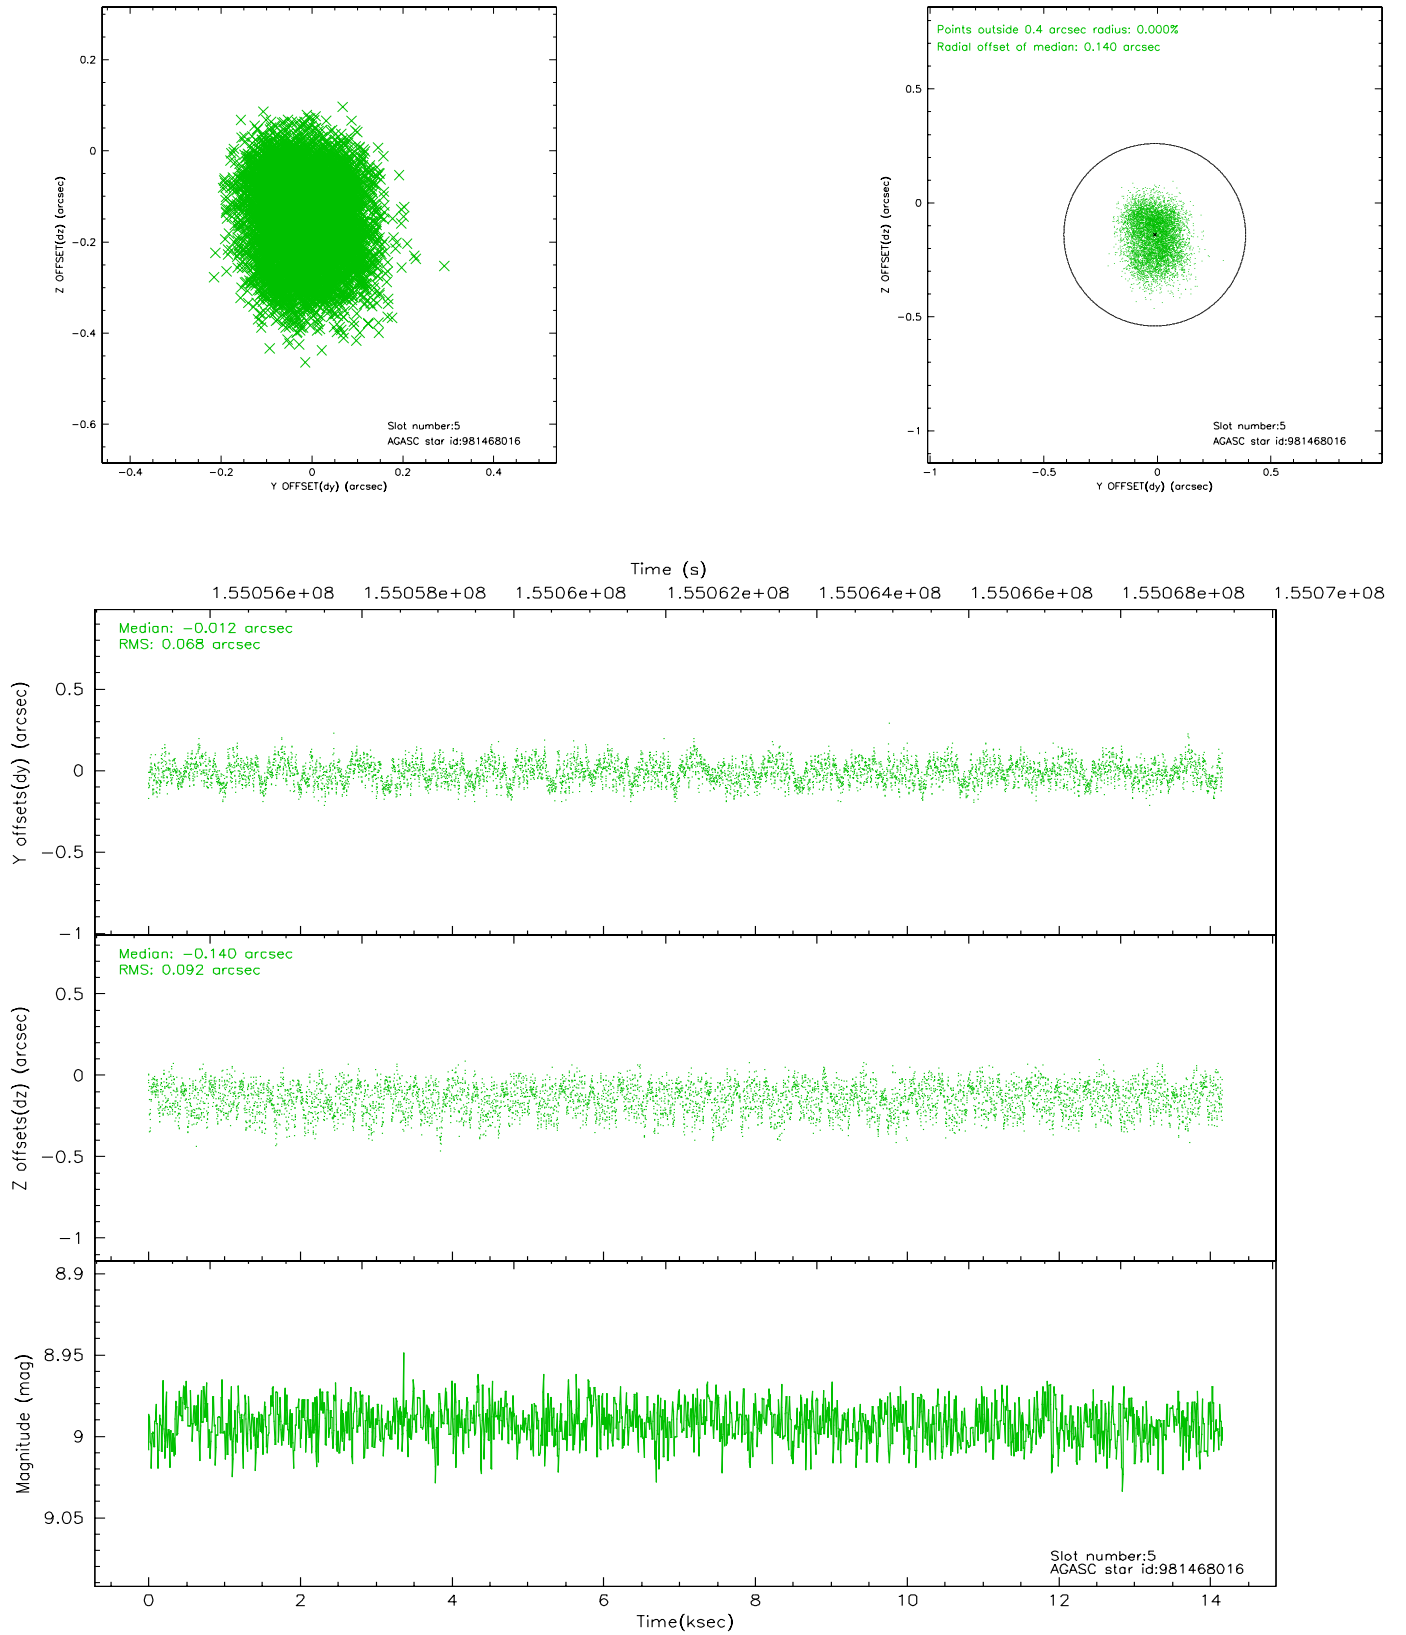 0.2
0
−0.2
−0.4
−0.6
Z OFFSET(dz) (arcsec)
Slot number:5
AGASC star id:981468016
−0.4
−0.2
0
0.2
0.4
Y OFFSET(dy) (arcsec)
Points outside 0.4 arcsec radius: 0.000%
Radial offset of median: 0.140 arcsec
0.5
0
−0.5
−1
Z OFFSET(dz) (arcsec)
Slot number:5
AGASC star id:981468016
−1
−0.5
0
0.5
Y OFFSET(dy) (arcsec)
Time (s)
1.55056e+08
1.55058e+08
1.5506e+08
1.55062e+08
1.55064e+08
1.55066e+08
1.55068e+08
1.5507e+08
Median: −0.012 arcsec
RMS: 0.068 arcsec
0.5
0
−0.5
−1
Y offsets(dy) (arcsec)
Median: −0.140 arcsec
RMS: 0.092 arcsec
0.5
0
−0.5
−1
Z offsets(dz) (arcsec)
8.9
8.95
9
9.05
Magnitude (mag)
Slot number:5
AGASC star id:981468016
0
2
4
6
8
10
12
14
Time(ksec)